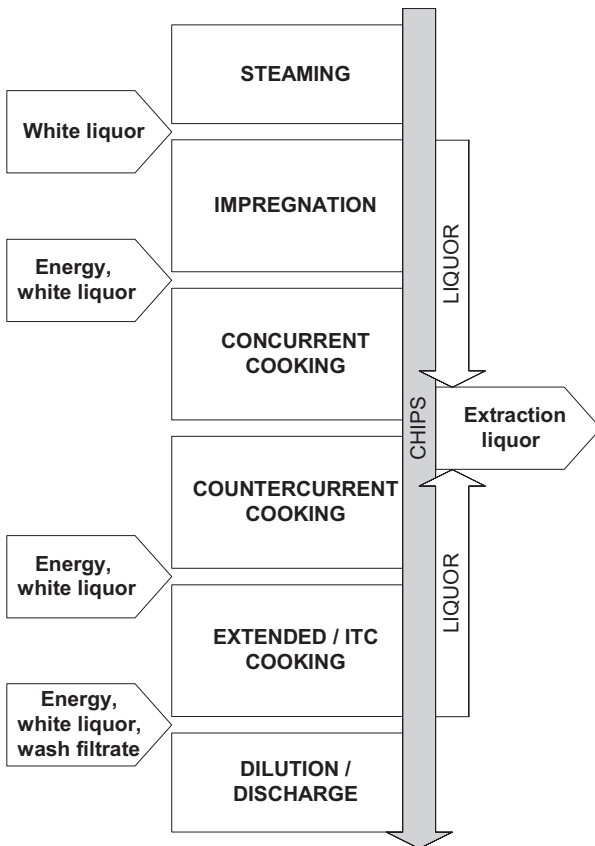 STEAMING
White liquor
IMPREGNATION
LIQUOR
Energy,
white liquor
CONCURRENT
COOKING
CHIPS
Extraction
liquor
COUNTERCURRENT
COOKING
Energy,
white liquor
LIQUOR
EXTENDED / ITC
COOKING
Energy,
white liquor,
wash filtrate
DILUTION /
DISCHARGE